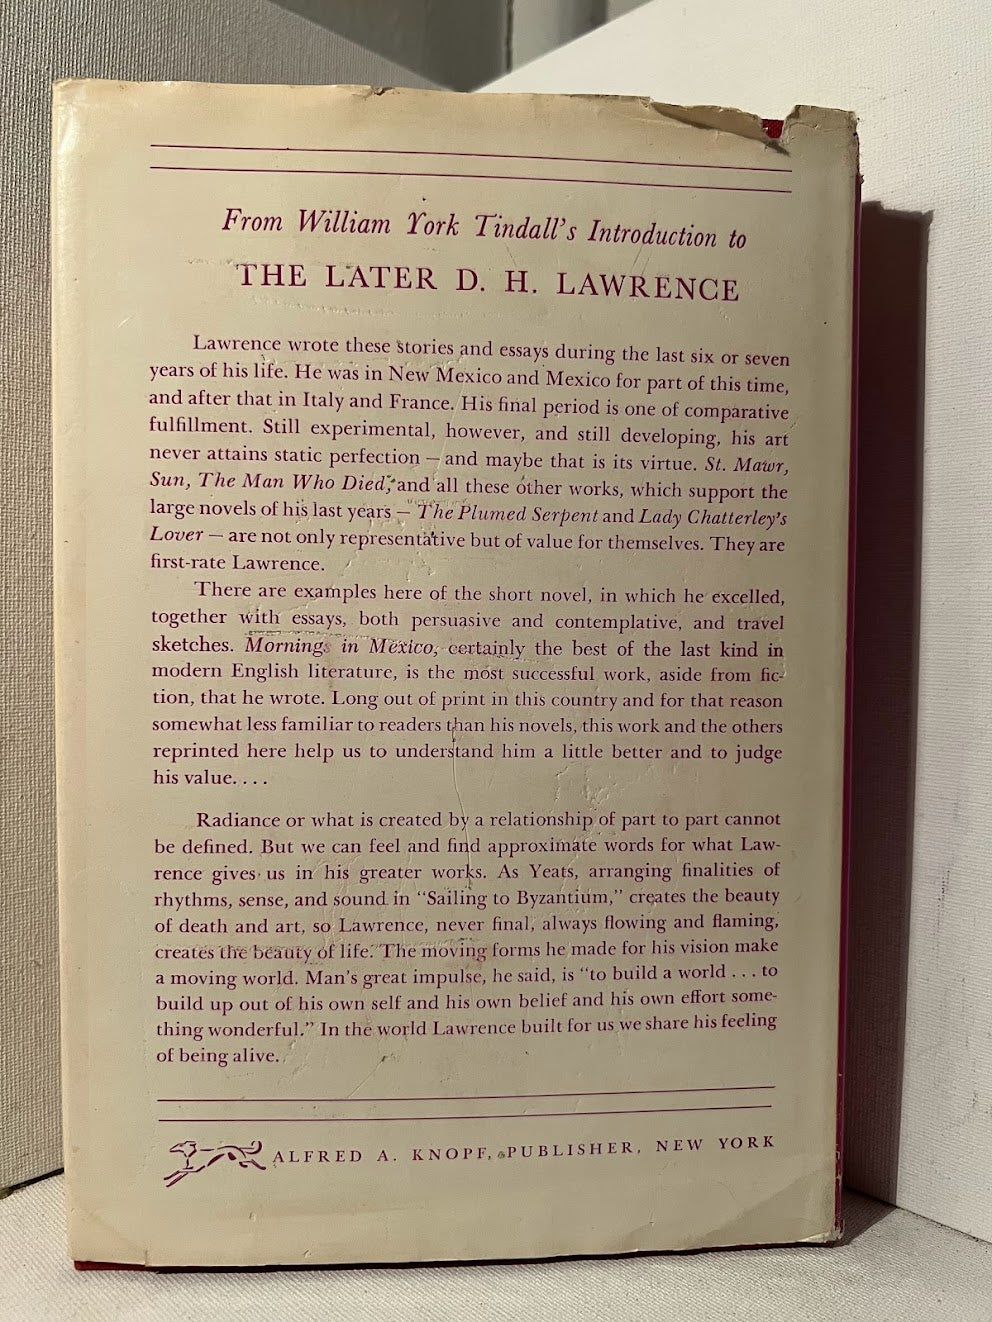 From William York Tindall's Introduction to
THE LATER D. H. LAWRENCE
Lawrence wrote these stories and essays during the last six or seven
years of his life. He was in New Mexico and Mexico for part of this time,
and after that in Italy and France. His final period is one of comparative
fulfillment. Still experimental, however, and still developing, his art
never attains static perfection — and maybe that is its virtue. St. Mawr,
Sun, The Man Who Died, and all these other works, which support the
large novels of his last years — The Plumed Serpent and Lady Chatterley's
Lover — are not only representative but of value for themselves. They are
first-rate Lawrence.
There are examples here of the short novel, in which he excelled,
together with essays, both persuasive and contemplative, and travel
sketches. Mornings in Mexico, certainly the best of the last kind in
modern English literature, is the most successful work, aside from fic-
tion, that he wrote. Long out of print in this country and for that reason
somewhat less familiar to readers than his novels, this work and the others
reprinted here help us to understand him a little better and to judge
his value. . . .
Radiance or what is created by a relationship of part to part cannot
be defined. But we can feel and find approximate words for what Law-
rence gives us in his greater works. As Yeats, arranging finalities of
rhythms, sense, and sound in "Sailing to Byzantium," creates the beauty
of death and art, so Lawrence, never final, always flowing and flaming,
creates the beauty of life. The moving forms he made for his vision make
a moving world. Man's great impulse, he said, is "to build a world . . . to
build up out of his own self and his own belief and his own effort some-
thing wonderful." In the world Lawrence built for us we share his feeling
of being alive.
ALFRED A. KNOPF, PUBLISHER, NEW YORK